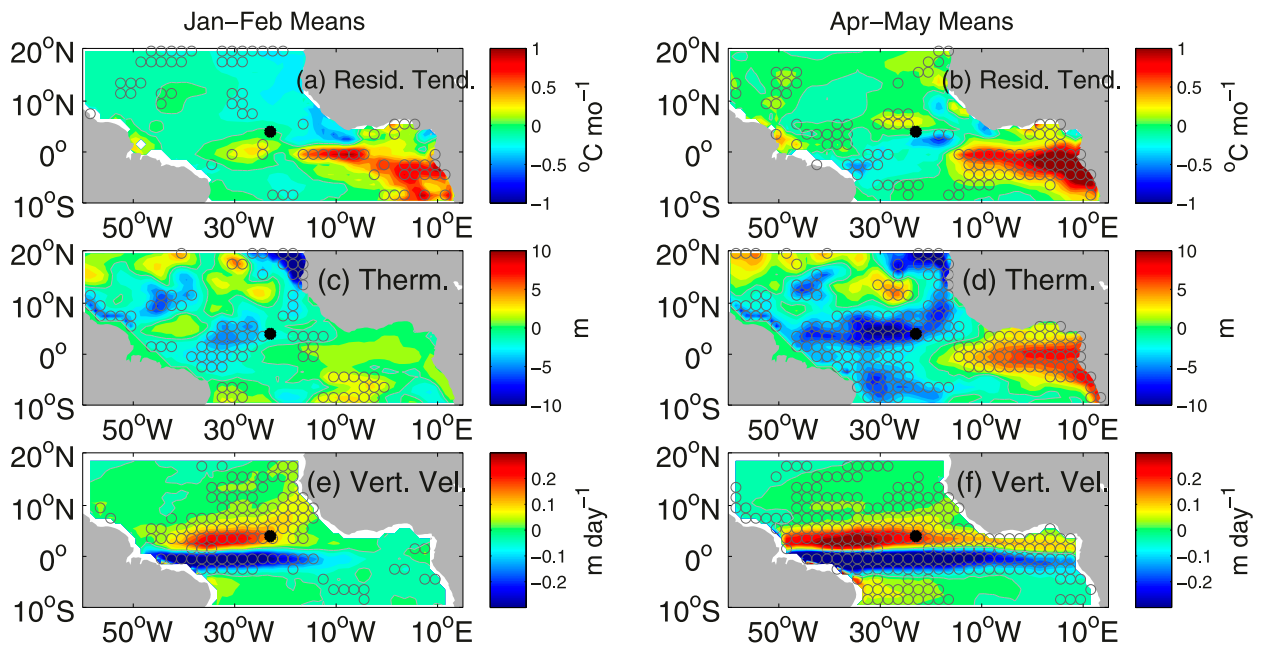 Jan–Feb Means
Apr–May Means
20°N
10°N
0°
10°S
50°W 30°W 10°W 10°E
(a) Resid. Tend.
1
0.5
0
−0.5
−1
°C mo⁻¹
20°N
10°N
0°
10°S
50°W 30°W 10°W 10°E
(b) Resid. Tend.
1
0.5
0
−0.5
−1
°C mo⁻¹
20°N
10°N
0°
10°S
50°W 30°W 10°W 10°E
(c) Therm.
10
5
0
−5
−10
m
20°N
10°N
0°
10°S
50°W 30°W 10°W 10°E
(d) Therm.
10
5
0
−5
−10
m
20°N
10°N
0°
10°S
50°W 30°W 10°W 10°E
(e) Vert. Vel.
0.2
0.1
0
−0.1
−0.2
m day⁻¹
20°N
10°N
0°
10°S
50°W 30°W 10°W 10°E
(f) Vert. Vel.
0.2
0.1
0
−0.1
−0.2
m day⁻¹